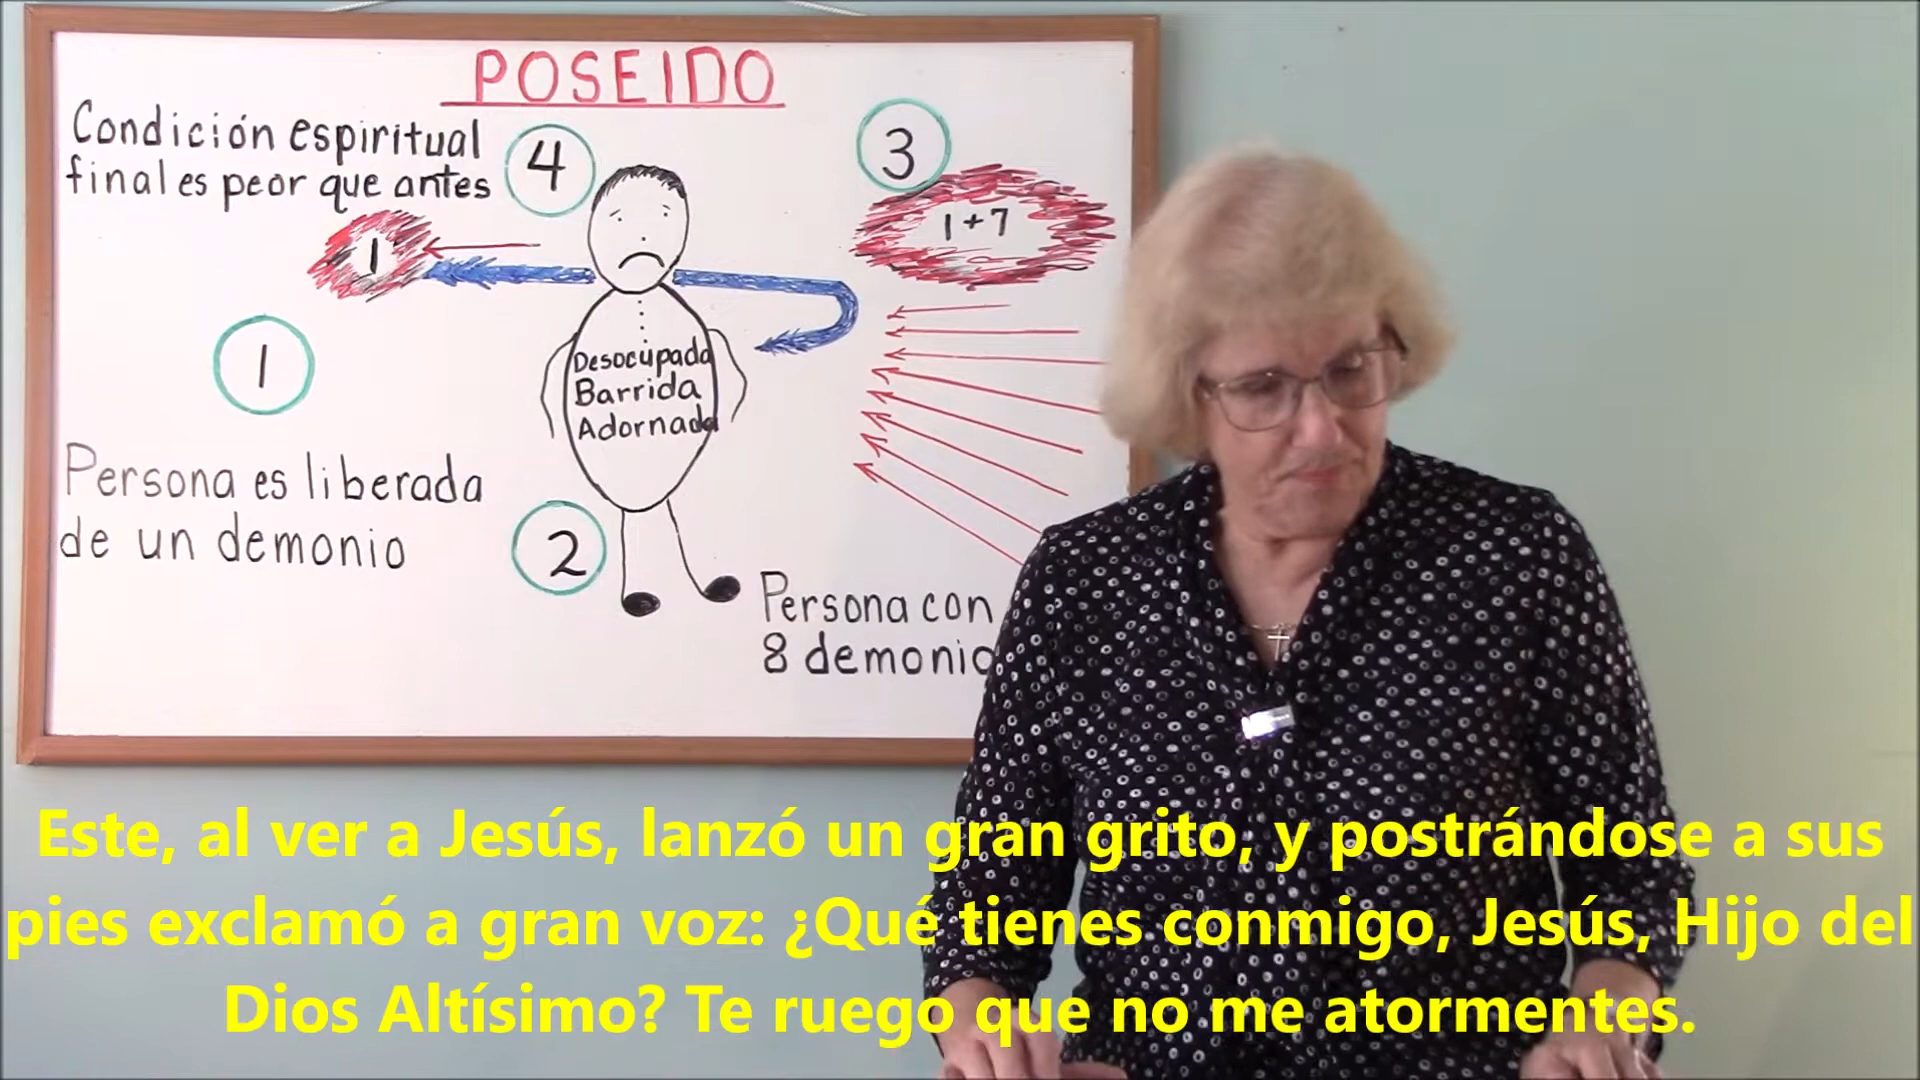 POSEIDO
Condición espiritual
final es peor que antes
4
3
1
1+7
1
Desocupada
Barrida
Adornada
Persona es liberada
de un demonio
2
Persona con
8 demonio
Este, al ver a Jesús, lanzó un gran grito, y postrándose a sus
pies exclamó a gran voz: ¿Qué tienes conmigo, Jesús, Hijo del
Dios Altísimo? Te ruego que no me atormentes.